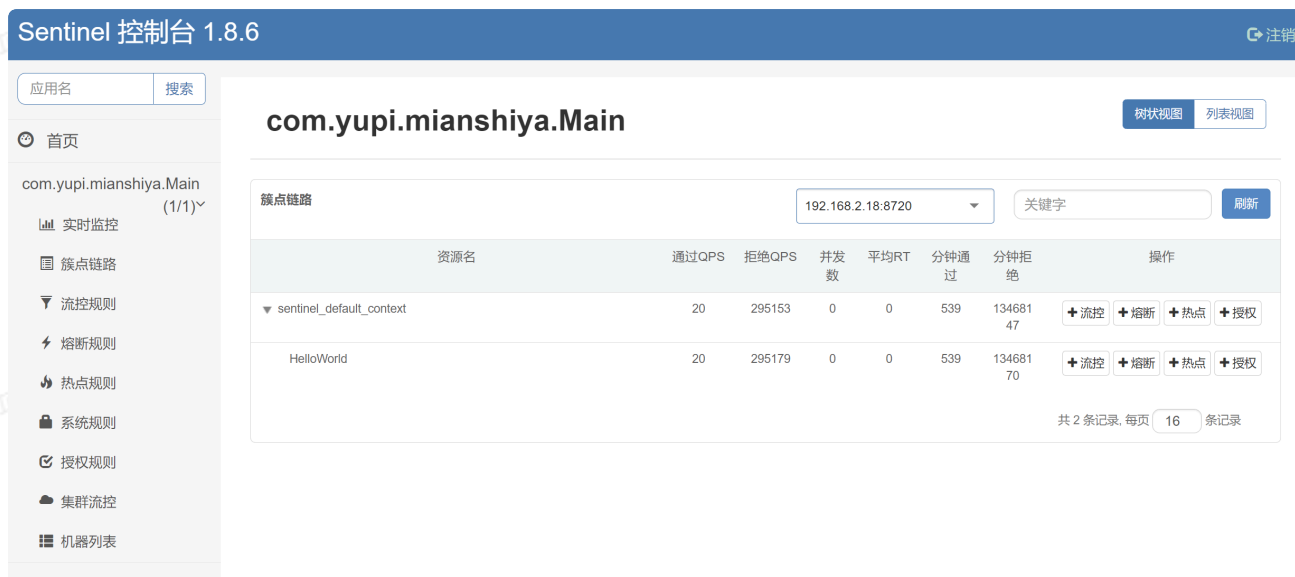 Sentinel 控制台 1.8.6
注销
应用名 搜索
首页
com.yupi.mianshiya.Main
(1/1)
实时监控
簇点链路
流控规则
熔断规则
热点规则
系统规则
授权规则
集群流控
机器列表
com.yupi.mianshiya.Main
树状视图 列表视图
簇点链路 192.168.2.18:8720 关键字 刷新
资源名 通过QPS 拒绝QPS 并发数 平均RT 分钟通过 分钟拒绝 操作
sentinel_default_context 20 295153 0 0 539 13468147 流控 熔断 热点 授权
HelloWorld 20 295179 0 0 539 13468170 流控 熔断 热点 授权
共 2 条记录, 每页 16 条记录